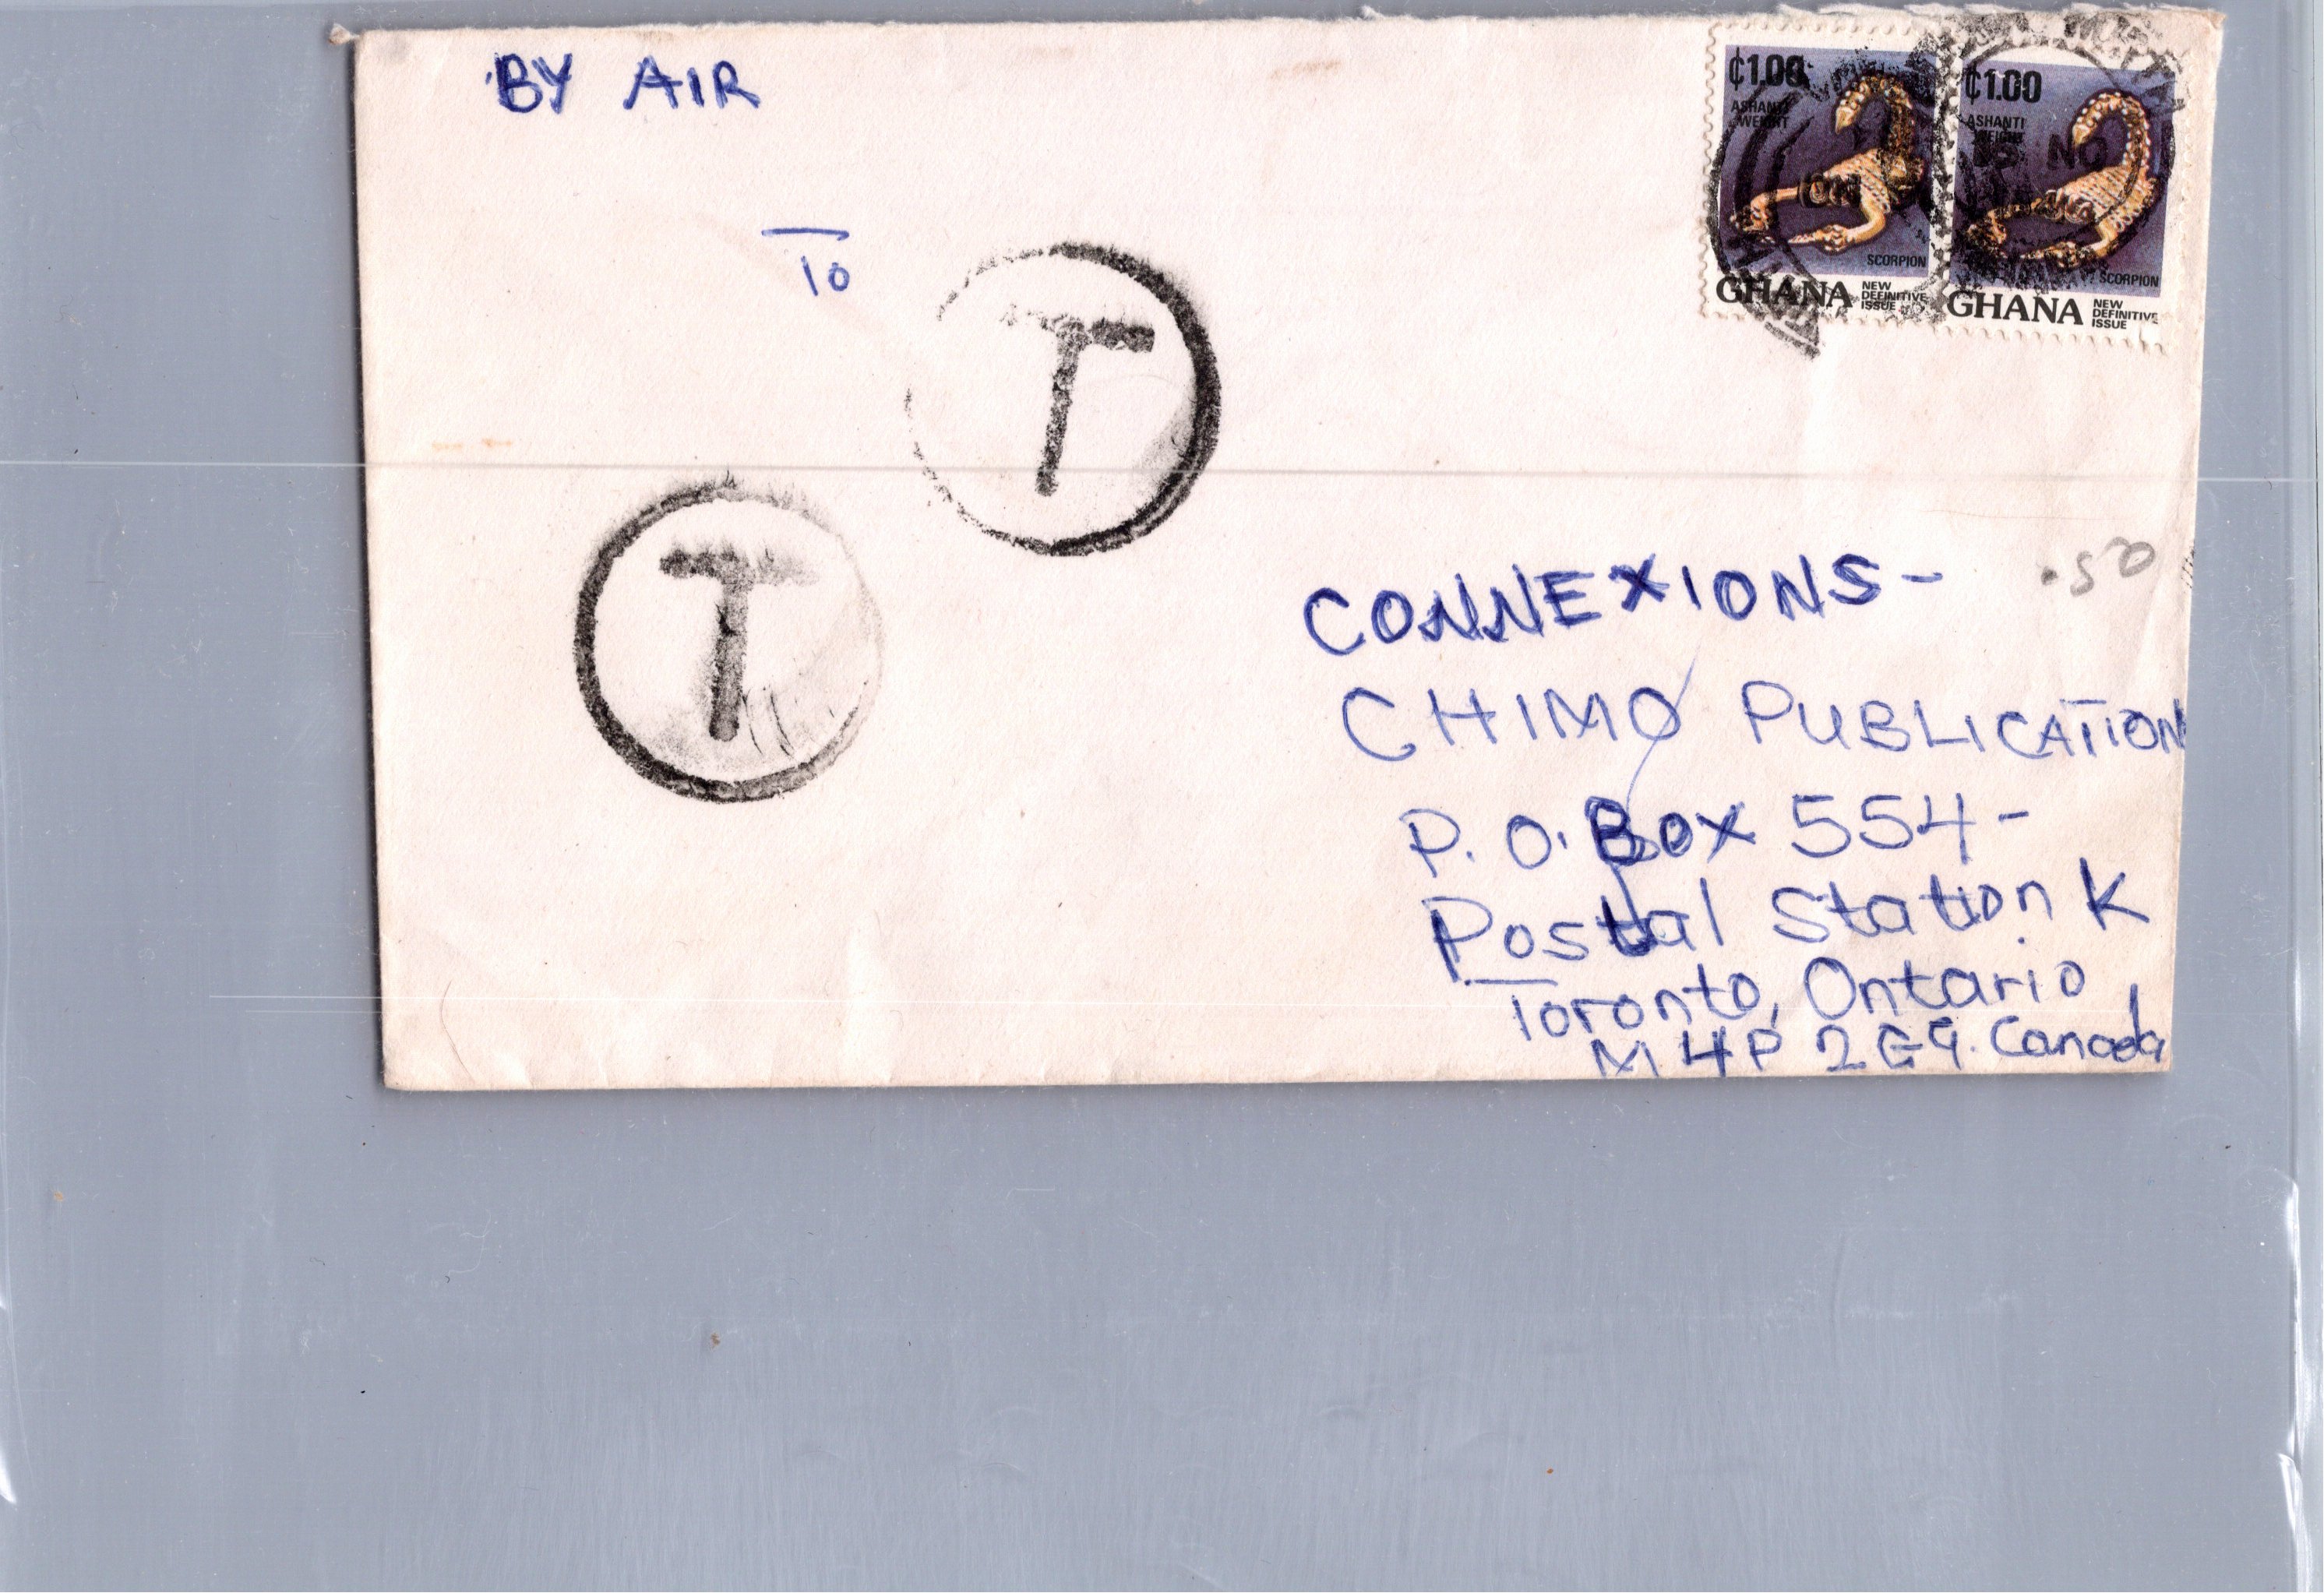 BY AIR
₵1.00
ASHANTI
WEIGHT
SCORPION
GHANA
NEW
DEFINITIVE
ISSUE
₵1.00
ASHANTI
WEIGHT
NO
SCORPION
GHANA
NEW
DEFINITIVE
ISSUE
To
T
T
.50
CONNEXIONS-
CHIMO PUBLICATION
P.O. Box 554-
Postal Station K
Toronto, Ontario
M4P 2G9. Canada